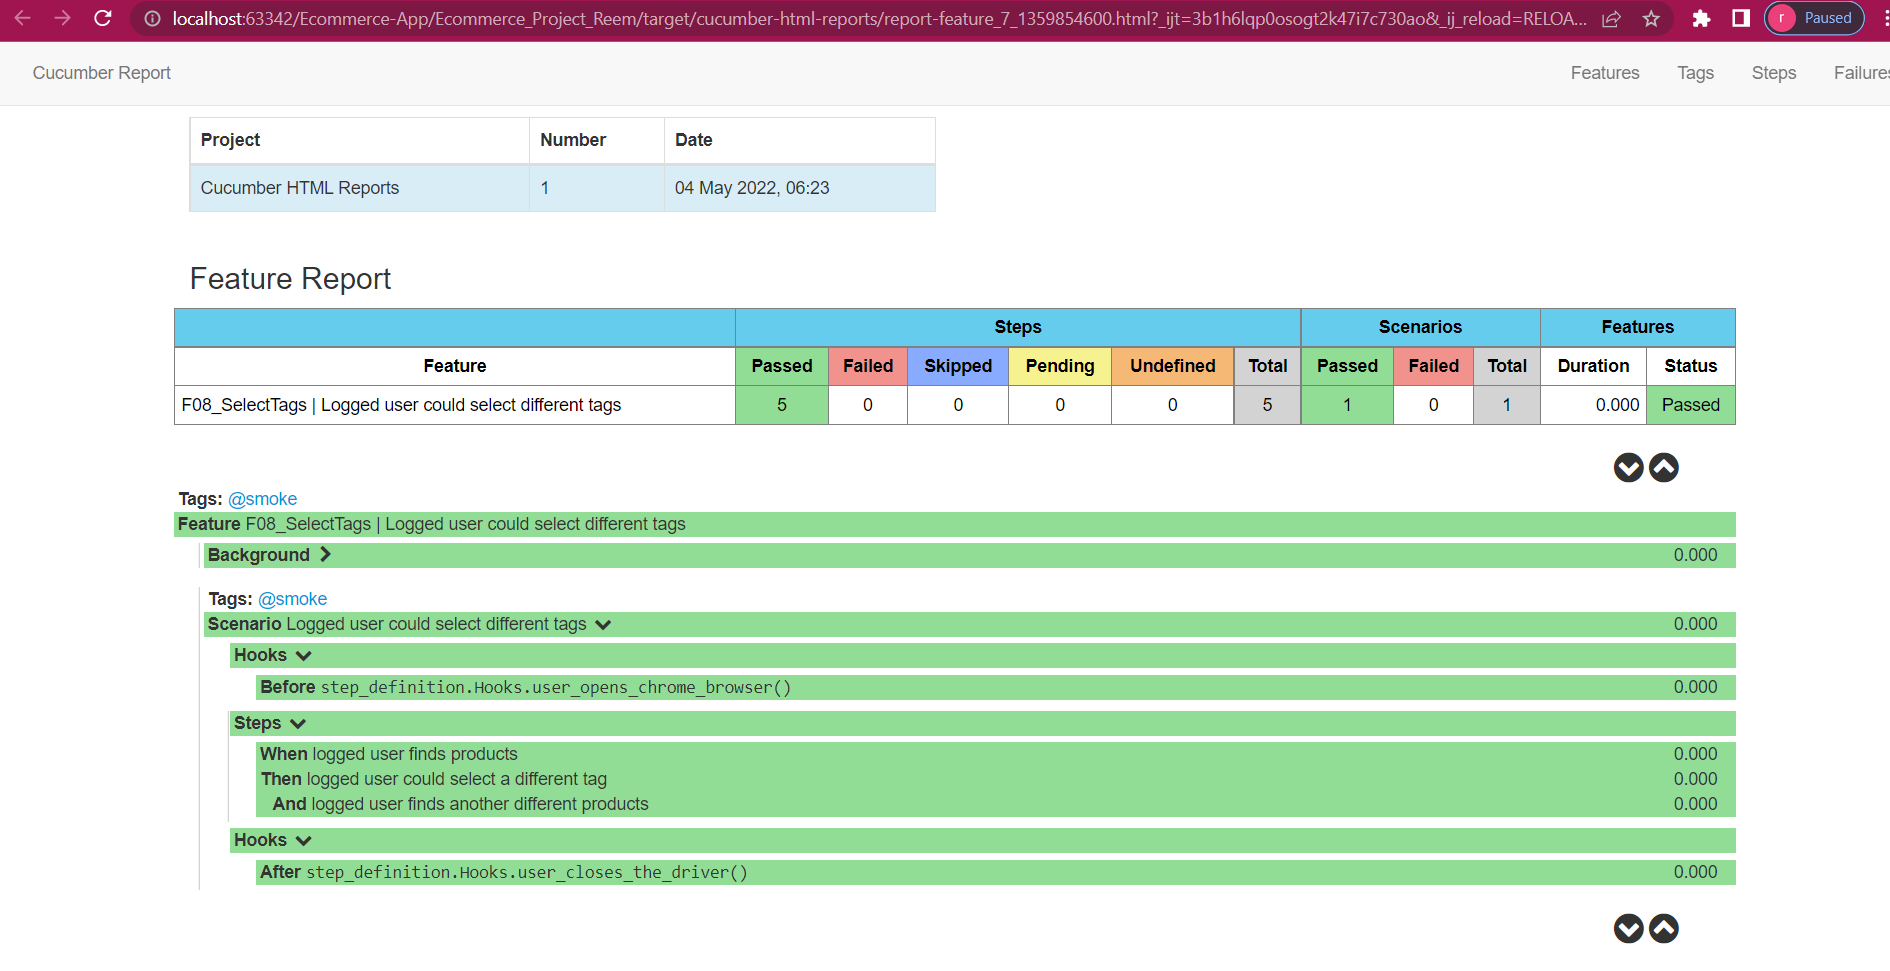 localhost:63342/Ecommerce-App/Ecommerce_Project_Reem/target/cucumber-html-reports/report-feature_7_1359854600.html?_ijt=3b1h6lqp0osogt2k47i7c730ao&_ij_reload=RELOA... r Paused
Cucumber Report Features Tags Steps Failures
Project Number Date
Cucumber HTML Reports 1 04 May 2022, 06:23
Feature Report
Steps Scenarios Features
Feature Passed Failed Skipped Pending Undefined Total Passed Failed Total Duration Status
F08_SelectTags | Logged user could select different tags 5 0 0 0 0 5 1 0 1 0.000 Passed
Tags: @smoke
Feature F08_SelectTags | Logged user could select different tags
Background 0.000
Tags: @smoke
Scenario Logged user could select different tags 0.000
Hooks
Before step_definition.Hooks.user_opens_chrome_browser() 0.000
Steps
When logged user finds products 0.000
Then logged user could select a different tag 0.000
And logged user finds another different products 0.000
Hooks
After step_definition.Hooks.user_closes_the_driver() 0.000